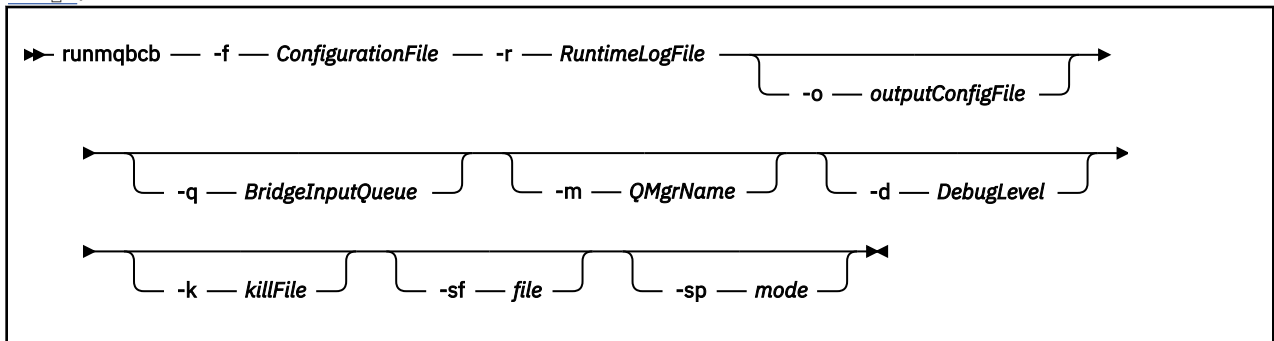 runmqbcb -f ConfigurationFile -r RuntimeLogFile
-o outputConfigFile
-q BridgeInputQueue -m QMgrName -d DebugLevel
-k killFile -sf file -sp mode